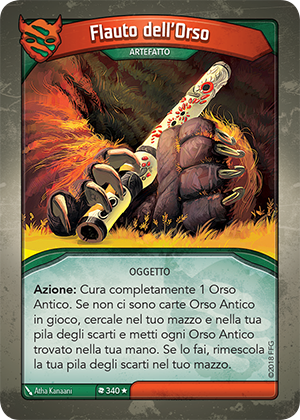 Flauto dell'Orso
ARTEFATTO
OGGETTO
Azione: Cura completamente 1 Orso
Antico. Se non ci sono carte Orso Antico
in gioco, cercale nel tuo mazzo e nella tua
pila degli scarti e metti ogni Orso Antico
trovato nella tua mano. Se lo fai, rimescola
la tua pila degli scarti nel tuo mazzo.
©2018 FFG
Atha Kanaani
340 ★